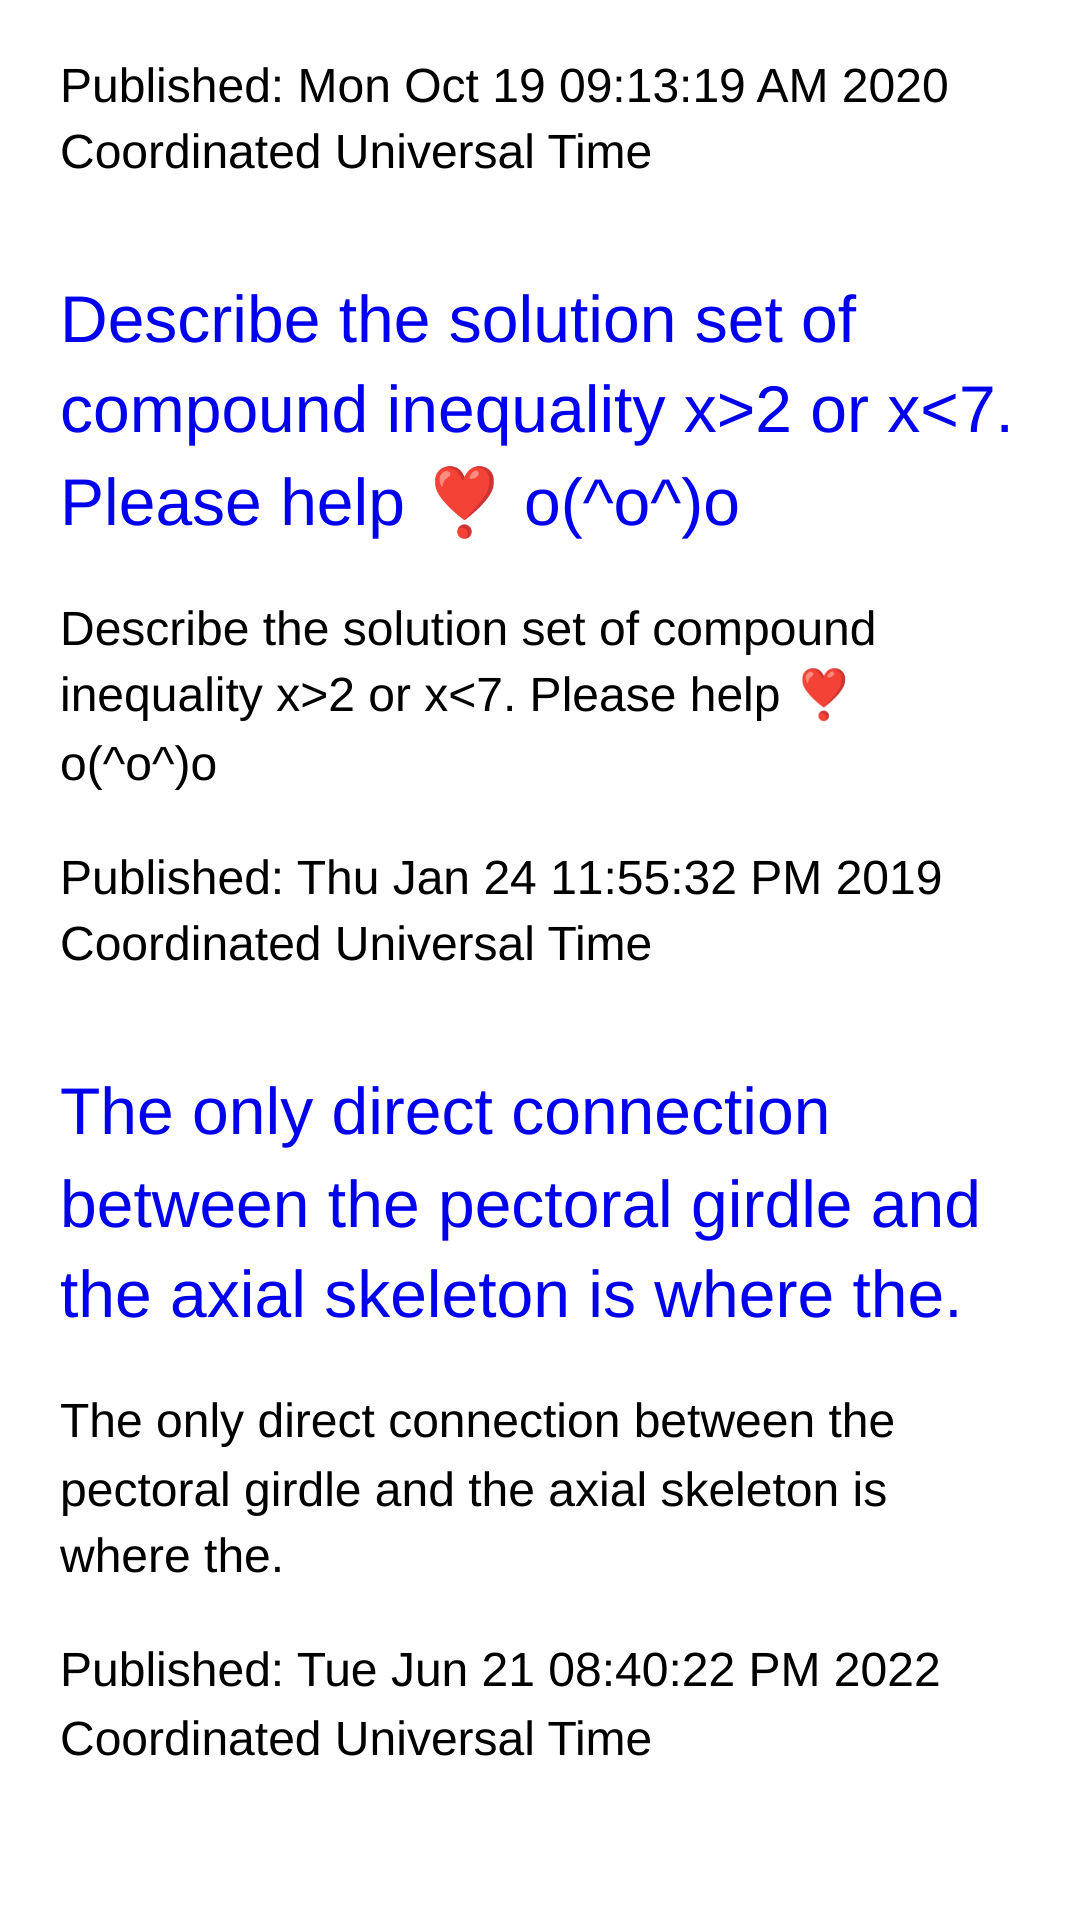 Published: Mon Oct 19 09:13:19 AM 2020
Coordinated Universal Time
Describe the solution set of
compound inequality x>2 or x<7.
Please help ❣️ o(^o^)o
Describe the solution set of compound
inequality x>2 or x<7. Please help ❣️
o(^o^)o
Published: Thu Jan 24 11:55:32 PM 2019
Coordinated Universal Time
The only direct connection
between the pectoral girdle and
the axial skeleton is where the.
The only direct connection between the
pectoral girdle and the axial skeleton is
where the.
Published: Tue Jun 21 08:40:22 PM 2022
Coordinated Universal Time